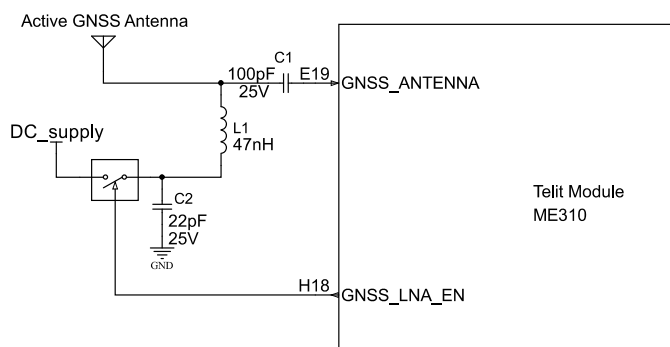 Active GNSS Antenna
C1
100pF
25V
E19
GNSS_ANTENNA
L1
47nH
DC_supply
C2
22pF
25V
GND
Telit Module
ME310
H18
GNSS_LNA_EN